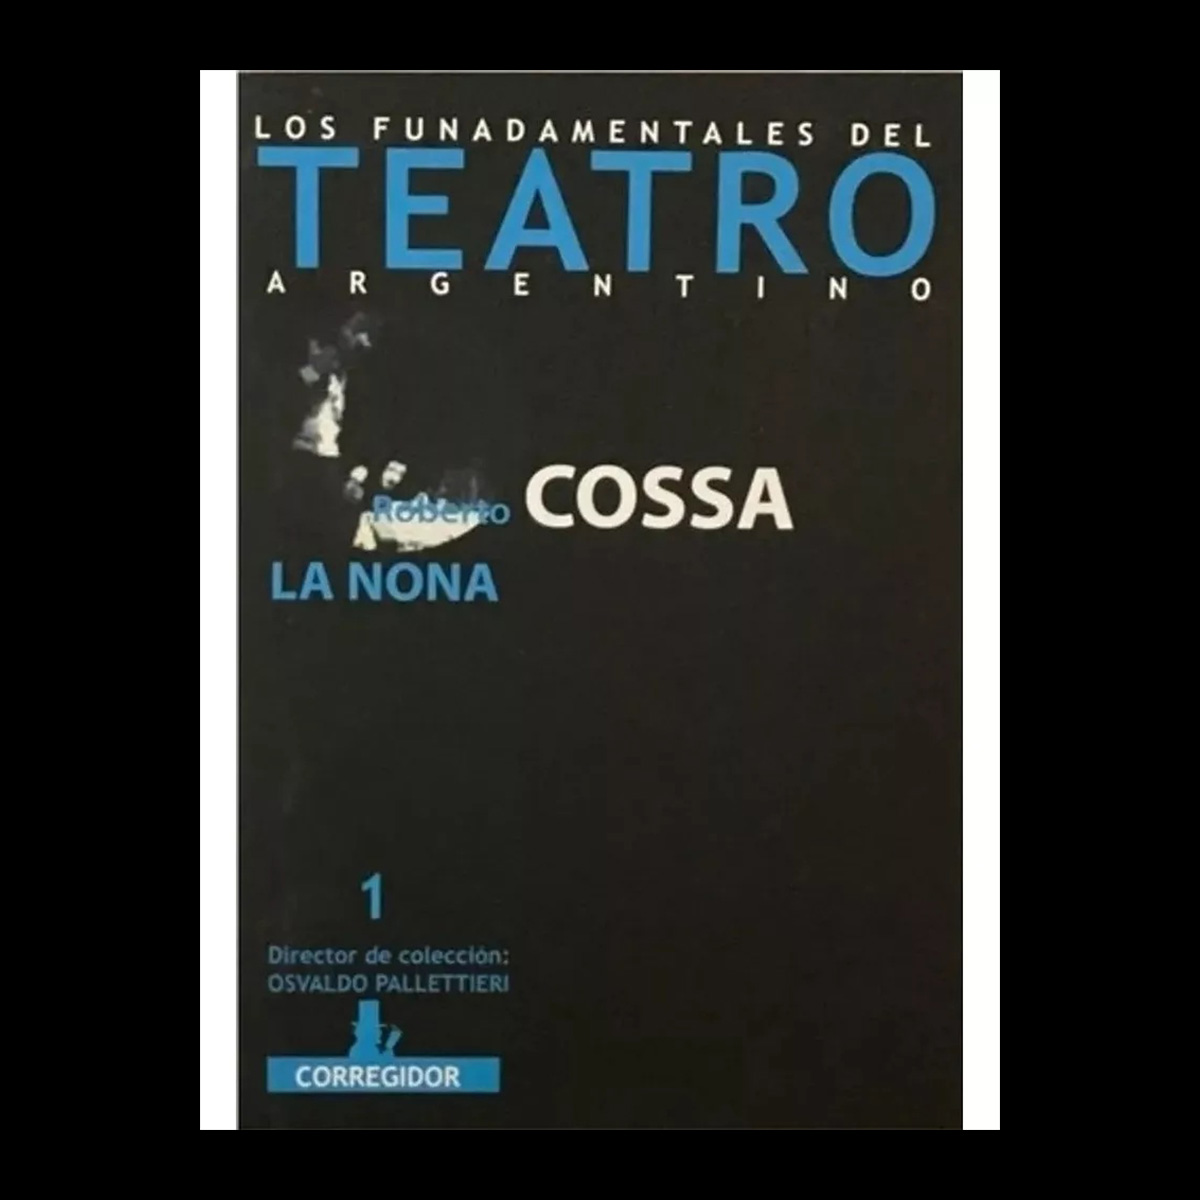 LOS FUNADAMENTALES DEL
TEATRO
ARGENTINO
Roberto COSSA
LA NONA
1
Director de colección:
OSVALDO PALLETTIERI
CORREGIDOR